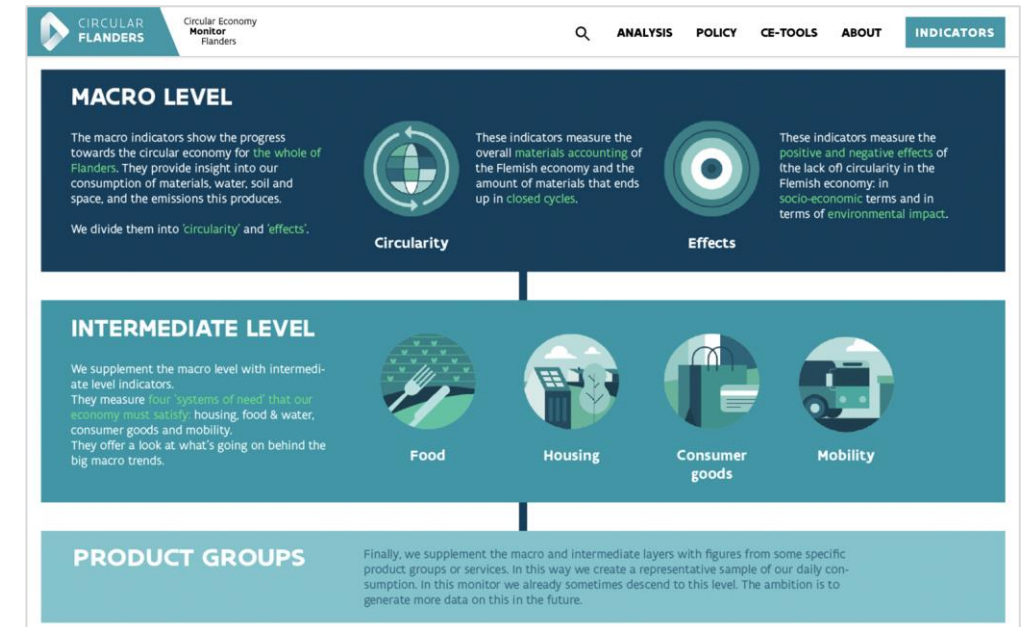 CIRCULAR
FLANDERS
Circular Economy
Monitor
Flanders
ANALYSIS
POLICY
CE-TOOLS
ABOUT
INDICATORS
MACRO LEVEL
The macro indicators show the progress
towards the circular economy for the whole of
Flanders. They provide insight into our
consumption of materials, water, soil and
space, and the emissions this produces.
We divide them into 'circularity' and 'effects'.
Circularity
These indicators measure the
overall materials accounting of
the Flemish economy and the
amount of materials that ends
up in closed cycles.
Effects
These indicators measure the
positive and negative effects of
(the lack of) circularity in the
Flemish economy: in
socio-economic terms and in
terms of environmental impact.
INTERMEDIATE LEVEL
We supplement the macro level with intermedi-
ate level indicators.
They measure four 'systems of need' that our
economy must satisfy: housing, food & water,
consumer goods and mobility.
They offer a look at what's going on behind the
big macro trends.
Food
Housing
Consumer
goods
Mobility
PRODUCT GROUPS
Finally, we supplement the macro and intermediate layers with figures from some specific
product groups or services. In this way we create a representative sample of our daily con-
sumption. In this monitor we already sometimes descend to this level. The ambition is to
generate more data on this in the future.